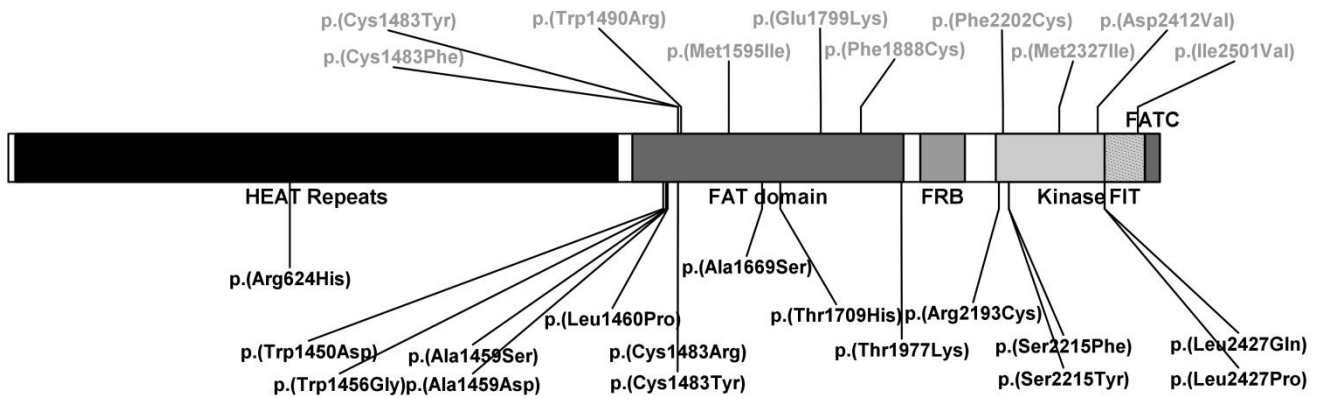 p.(Cys1483Tyr) p.(Trp1490Arg) p.(Glu1799Lys) p.(Phe2202Cys) p.(Asp2412Val)
p.(Cys1483Phe) p.(Met1595Ile) p.(Phe1888Cys) p.(Met2327Ile) p.(Ile2501Val)
FATC
HEAT Repeats FAT domain FRB Kinase FIT
p.(Arg624His) p.(Ala1669Ser)
p.(Leu1460Pro) p.(Thr1709His) p.(Arg2193Cys)
p.(Trp1450Asp) p.(Ala1459Ser) p.(Cys1483Arg) p.(Thr1977Lys) p.(Ser2215Phe) p.(Leu2427Gln)
p.(Trp1456Gly) p.(Ala1459Asp) p.(Cys1483Tyr) p.(Ser2215Tyr) p.(Leu2427Pro)